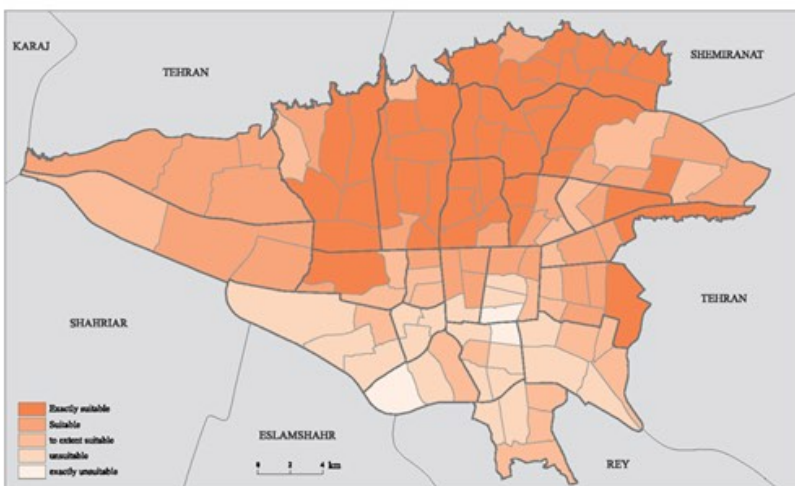 KARAJ
TEHRAN
SHEMIRANAT
TEHRAN
SHAHRIAR
ESLAMSHAHR
REY
Exactly suitable
Suitable
to extent suitable
unsuitable
exactly unsuitable
0 2 4 km